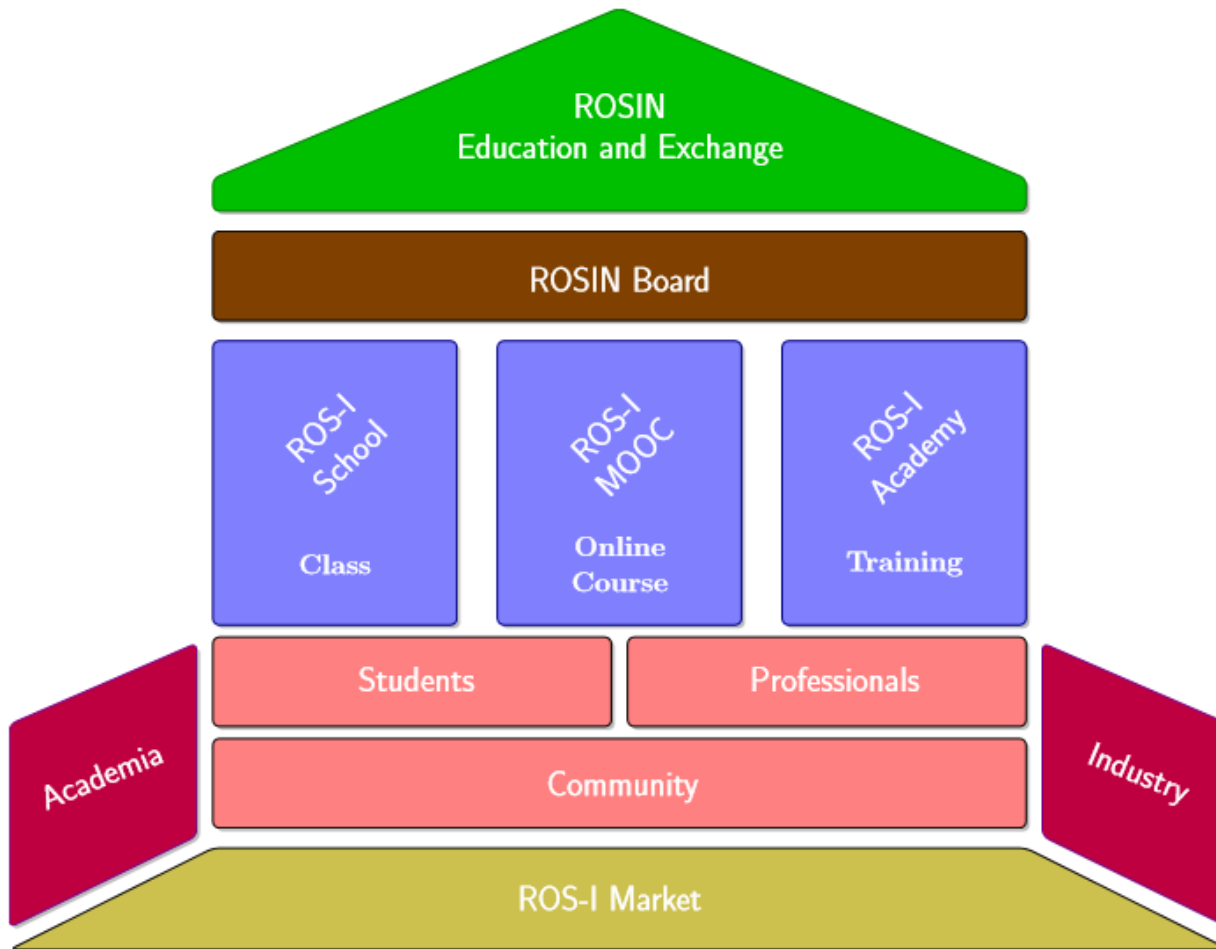 ROSIN
Education and Exchange
ROSIN Board
ROS-I
School
Class
ROS-I
MOOC
Online
Course
ROS-I
Academy
Training
Students
Professionals
Academia
Community
Industry
ROS-I Market